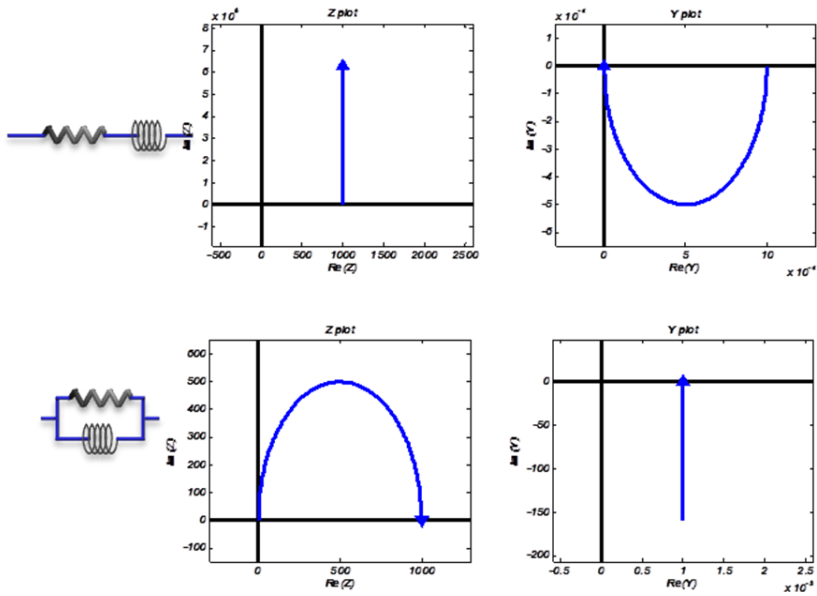 Z plot
x 10⁶
8
7
6
5
4
3
2
1
0
-1
-500 0 500 1000 1500 2000 2500
Re(Z)
Im(Z)
Y plot
x 10⁻⁴
1
0
-1
-2
-3
-4
-5
-6
0 5 10
Re(Y)
x 10⁻⁴
Im(Y)
Z plot
600
500
400
300
200
100
0
-100
0 500 1000
Re(Z)
Im(Z)
Y plot
0
-50
-100
-150
-200
-0.5 0 0.5 1 1.5 2 2.5
Re(Y)
x 10⁻³
Im(Y)